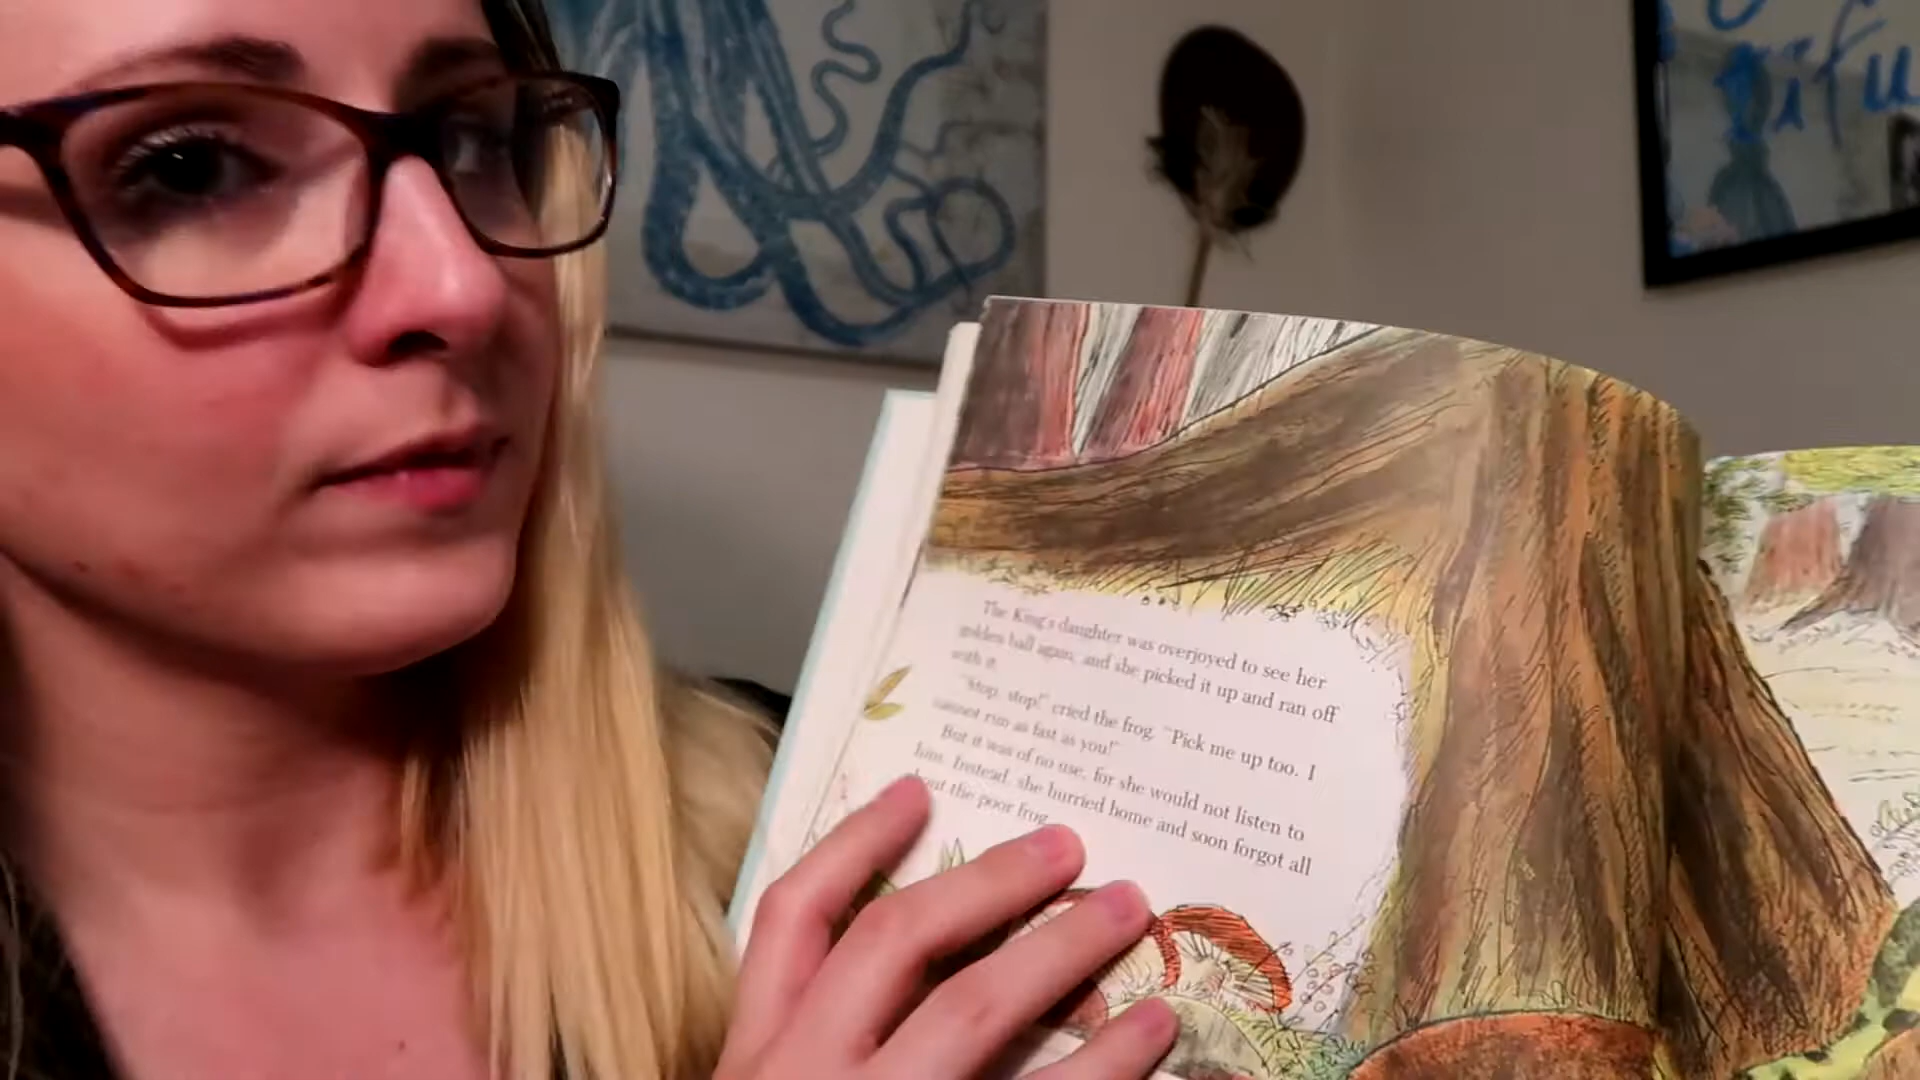 The King's daughter was overjoyed to see her
golden ball again, and she picked it up and ran off
with it.
"Stop, stop!" cried the frog. "Pick me up too. I
cannot run as fast as you!"
But it was of no use, for she would not listen to
him. Instead, she hurried home and soon forgot all
about the poor frog.